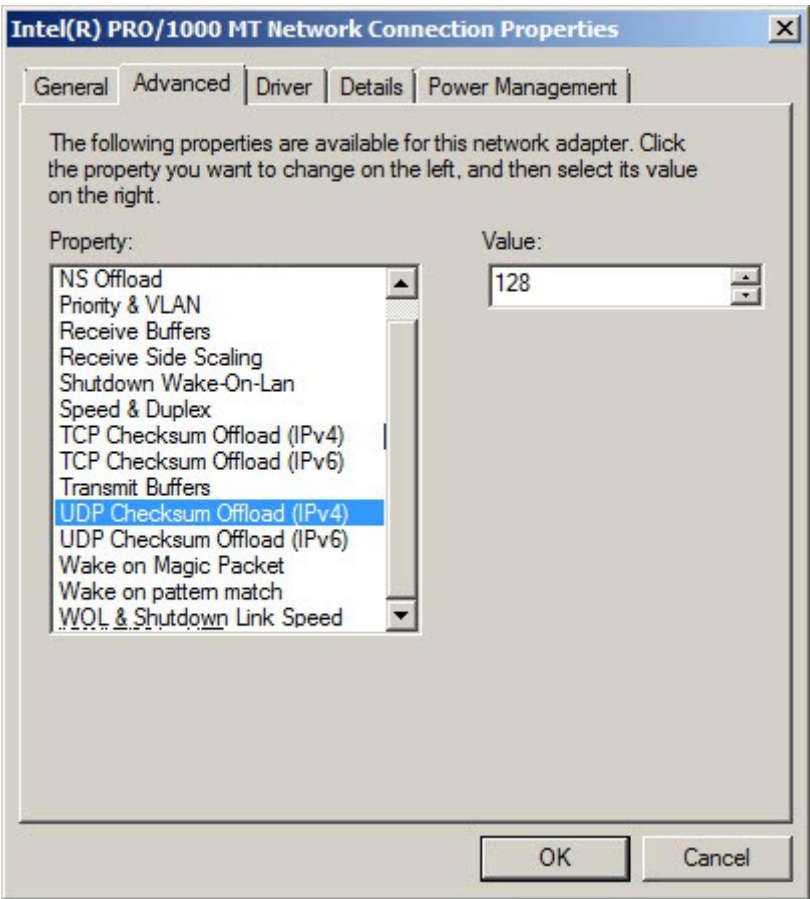 Intel(R) PRO/1000 MT Network Connection Properties
General
Advanced
Driver
Details
Power Management
The following properties are available for this network adapter. Click
the property you want to change on the left, and then select its value
on the right.
Property:
Value:
NS Offload
Priority & VLAN
Receive Buffers
Receive Side Scaling
Shutdown Wake-On-Lan
Speed & Duplex
TCP Checksum Offload (IPv4)
TCP Checksum Offload (IPv6)
Transmit Buffers
UDP Checksum Offload (IPv4)
UDP Checksum Offload (IPv6)
Wake on Magic Packet
Wake on pattern match
WOL & Shutdown Link Speed
128
OK
Cancel